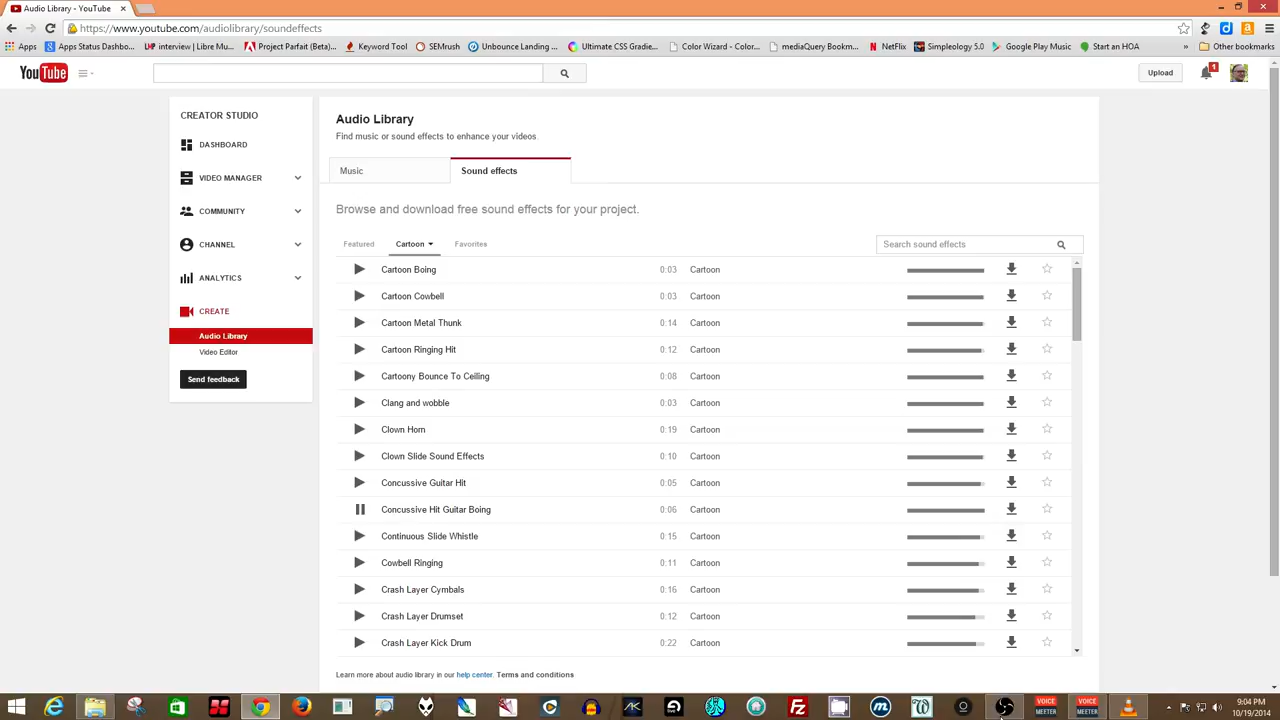 Audio Library - YouTube
https://www.youtube.com/audiolibrary/soundeffects
Apps Apps Status Dashbo... interview | Libre Mu... Project Parfait (Beta)... Keyword Tool SEMrush Unbounce Landing ... Ultimate CSS Gradie... Color Wizard - Color... mediaQuery Bookm... NetFlix Simpleology 5.0 Google Play Music Start an HOA » Other bookmarks
YouTube
Upload
1
CREATOR STUDIO
DASHBOARD
VIDEO MANAGER
COMMUNITY
CHANNEL
ANALYTICS
CREATE
Audio Library
Video Editor
Send feedback
Audio Library
Find music or sound effects to enhance your videos.
Music Sound effects
Browse and download free sound effects for your project.
Featured Cartoon Favorites Search sound effects
Cartoon Boing 0:03 Cartoon
Cartoon Cowbell 0:03 Cartoon
Cartoon Metal Thunk 0:14 Cartoon
Cartoon Ringing Hit 0:12 Cartoon
Cartoony Bounce To Ceiling 0:08 Cartoon
Clang and wobble 0:03 Cartoon
Clown Horn 0:19 Cartoon
Clown Slide Sound Effects 0:10 Cartoon
Concussive Guitar Hit 0:05 Cartoon
Concussive Hit Guitar Boing 0:06 Cartoon
Continuous Slide Whistle 0:15 Cartoon
Cowbell Ringing 0:11 Cartoon
Crash Layer Cymbals 0:16 Cartoon
Crash Layer Drumset 0:12 Cartoon
Crash Layer Kick Drum 0:22 Cartoon
Learn more about audio library in our help center. Terms and conditions
VOICE MEETER VOICE MEETER
9:04 PM
10/19/2014